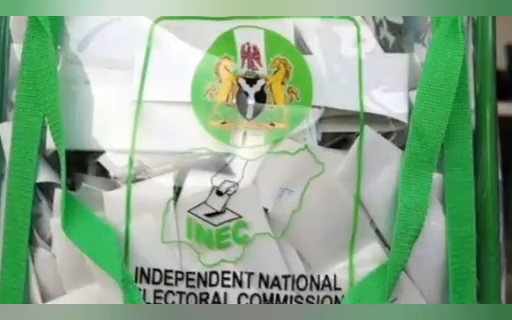 INEC
INDEPENDENT NATIONAL
ELECTORAL COMMISSION